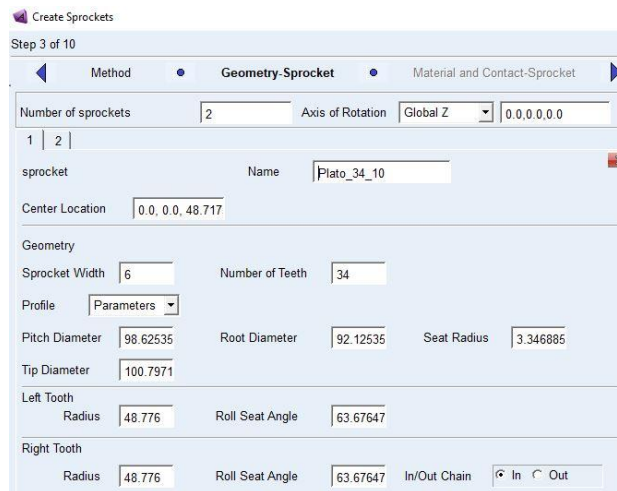 Create Sprockets
Step 3 of 10
Method Geometry-Sprocket Material and Contact-Sprocket
Number of sprockets 2 Axis of Rotation Global Z 0.0,0.0,0.0
1 2
sprocket Name Plato_34_10
Center Location 0.0, 0.0, 48.717
Geometry
Sprocket Width 6 Number of Teeth 34
Profile Parameters
Pitch Diameter 98.62535 Root Diameter 92.12535 Seat Radius 3.346885
Tip Diameter 100.7971
Left Tooth
Radius 48.776 Roll Seat Angle 63.67647
Right Tooth
Radius 48.776 Roll Seat Angle 63.67647 In/Out Chain In Out